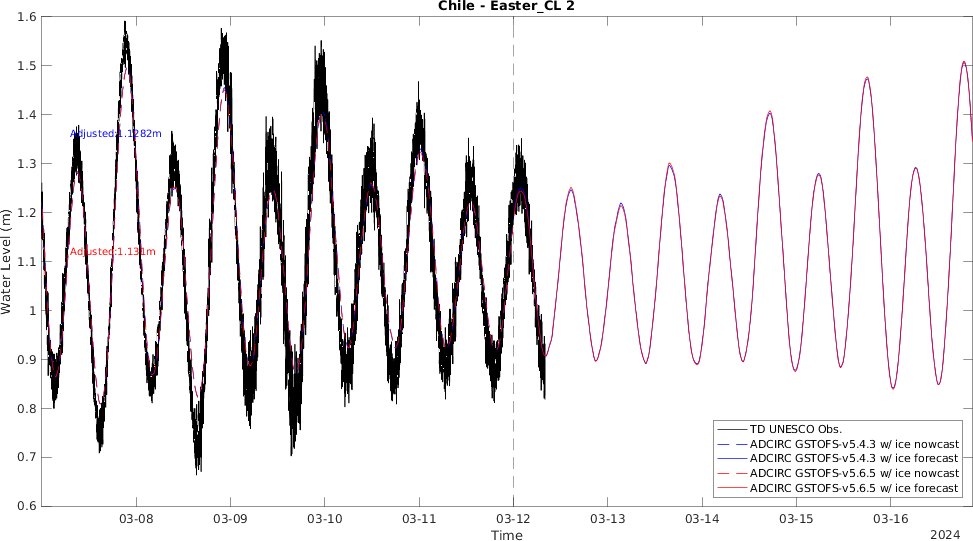 Chile - Easter_CL 2
1.6
1.5
1.4
1.3
1.2
1.1
1
0.9
0.8
0.7
0.6
Water Level (m)
Adjusted:1.1282m
Adjusted:1.131m
TD UNESCO Obs.
ADCIRC GSTOFS-v5.4.3 w/ ice nowcast
ADCIRC GSTOFS-v5.4.3 w/ ice forecast
ADCIRC GSTOFS-v5.6.5 w/ ice nowcast
ADCIRC GSTOFS-v5.6.5 w/ ice forecast
03-08 03-09 03-10 03-11 03-12 03-13 03-14 03-15 03-16
Time
2024